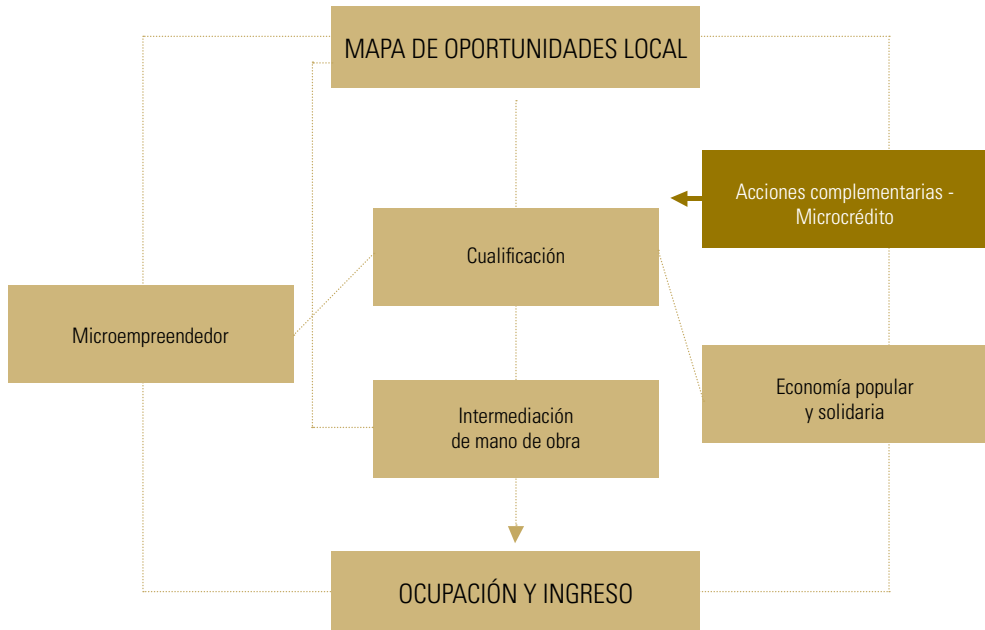 MAPA DE OPORTUNIDADES LOCAL
Acciones complementarias -
Microcrédito
Cualificación
Microempreendedor
Economía popular
y solidaria
Intermediación
de mano de obra
OCUPACIÓN Y INGRESO